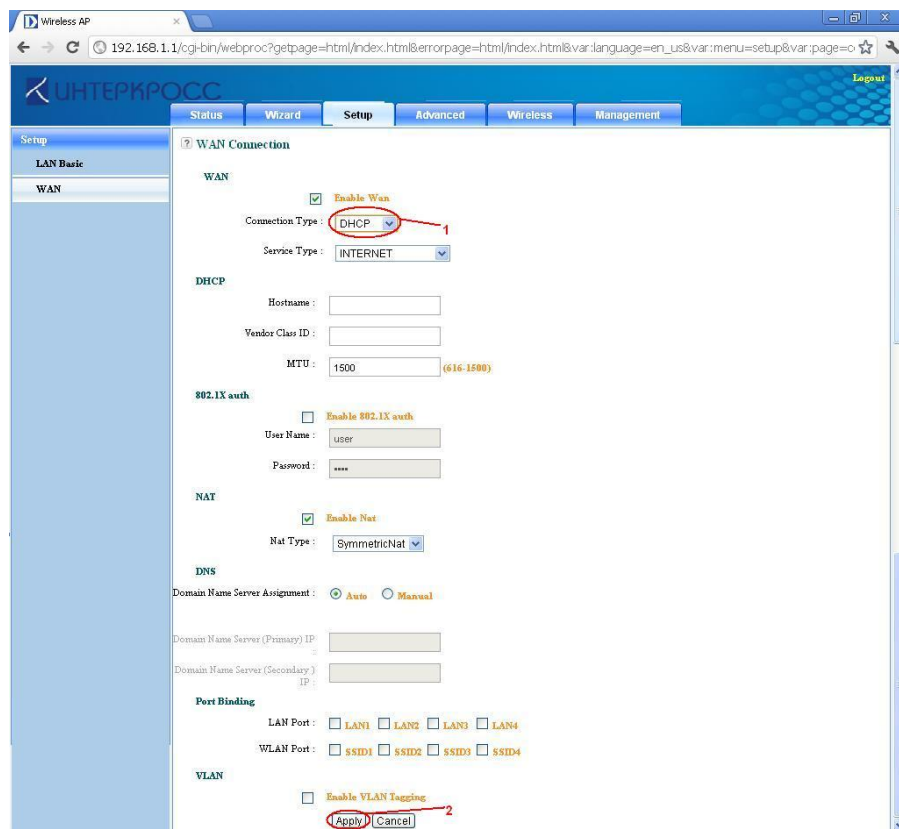 Wireless AP
192.168.1.1/cgi-bin/webproc?getpage=html/index.html&errorpage=html/index.html&var:language=en_us&var:menu=setup&var:page=c
ИНТЕРКРОСС
Logout
Status Wizard Setup Advanced Wireless Management
Setup
LAN Basic
WAN
? WAN Connection
WAN
Enable Wan
Connection Type : DHCP 1
Service Type : INTERNET
DHCP
Hostname :
Vendor Class ID :
MTU : 1500 (616-1500)
802.1X auth
Enable 802.1X auth
User Name : user
Password : ••••
NAT
Enable Nat
Nat Type : SymmetricNat
DNS
Domain Name Server Assignment : Auto Manual
Domain Name Server (Primary) IP
:
Domain Name Server (Secondary )
IP :
Port Binding
LAN Port : LAN1 LAN2 LAN3 LAN4
WLAN Port : SSID1 SSID2 SSID3 SSID4
VLAN
Enable VLAN Tagging
Apply Cancel 2